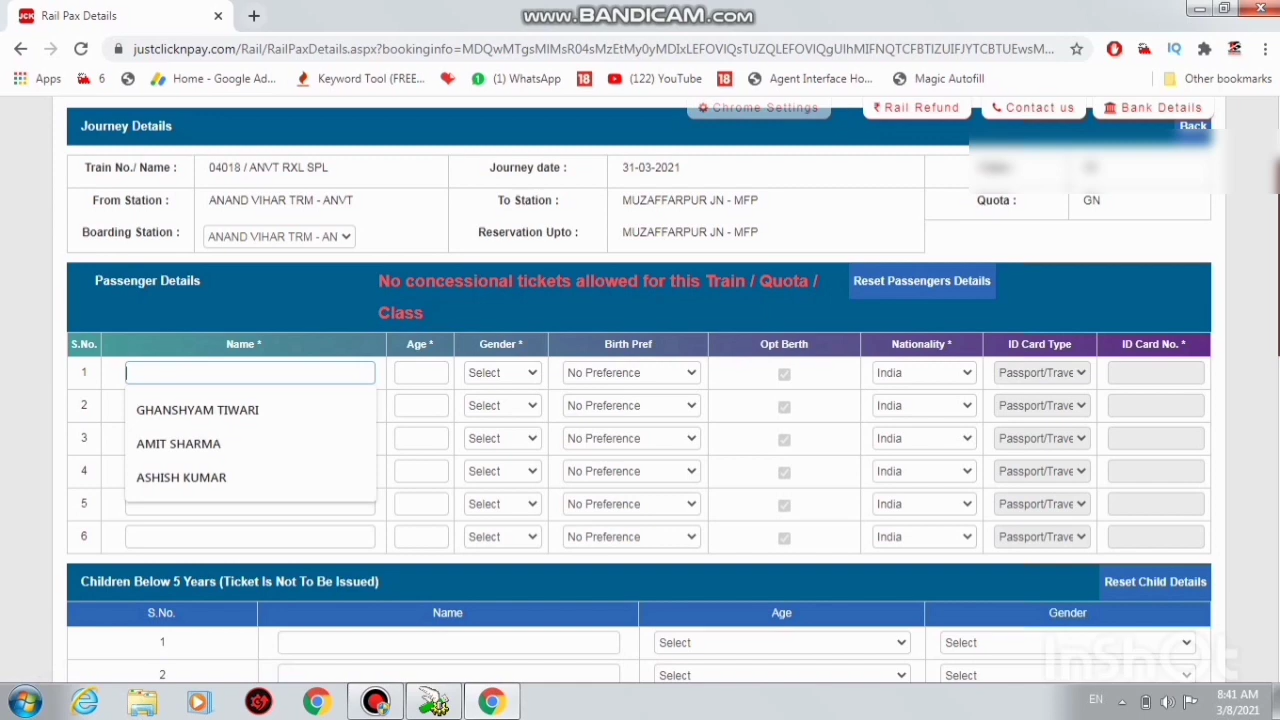 Rail Pax Details
www.BANDICAM.com
justclicknpay.com/Rail/RailPaxDetails.aspx?bookinginfo=MDQwMTgsMlMsR04sMzEtMy0yMDIxLEFOVlQsTUZQLEFOVlQgUlhMIFNQTCFBTlZUIFJYTCBTUEwsM...
Apps
6
Home - Google Ad...
Keyword Tool (FREE...
(1) WhatsApp
18
(122) YouTube
18
Agent Interface Ho...
Magic Autofill
Other bookmarks
Chrome Settings
₹ Rail Refund
Contact us
Bank Details
Journey Details
Back
Train No./ Name : 04018 / ANVT RXL SPL Journey date : 31-03-2021
From Station : ANAND VIHAR TRM - ANVT To Station : MUZAFFARPUR JN - MFP Quota : GN
Boarding Station : ANAND VIHAR TRM - AN Reservation Upto : MUZAFFARPUR JN - MFP
Passenger Details
No concessional tickets allowed for this Train / Quota /
Class
Reset Passengers Details
S.No. Name * Age * Gender * Birth Pref Opt Berth Nationality * ID Card Type ID Card No. *
1 Select No Preference India Passport/Trave
2 Select No Preference India Passport/Trave
3 Select No Preference India Passport/Trave
4 Select No Preference India Passport/Trave
5 Select No Preference India Passport/Trave
6 Select No Preference India Passport/Trave
GHANSHYAM TIWARI
AMIT SHARMA
ASHISH KUMAR
Children Below 5 Years (Ticket Is Not To Be Issued)
Reset Child Details
S.No. Name Age Gender
1 Select Select
2 Select Select
InShOt
EN
8:41 AM
3/8/2021